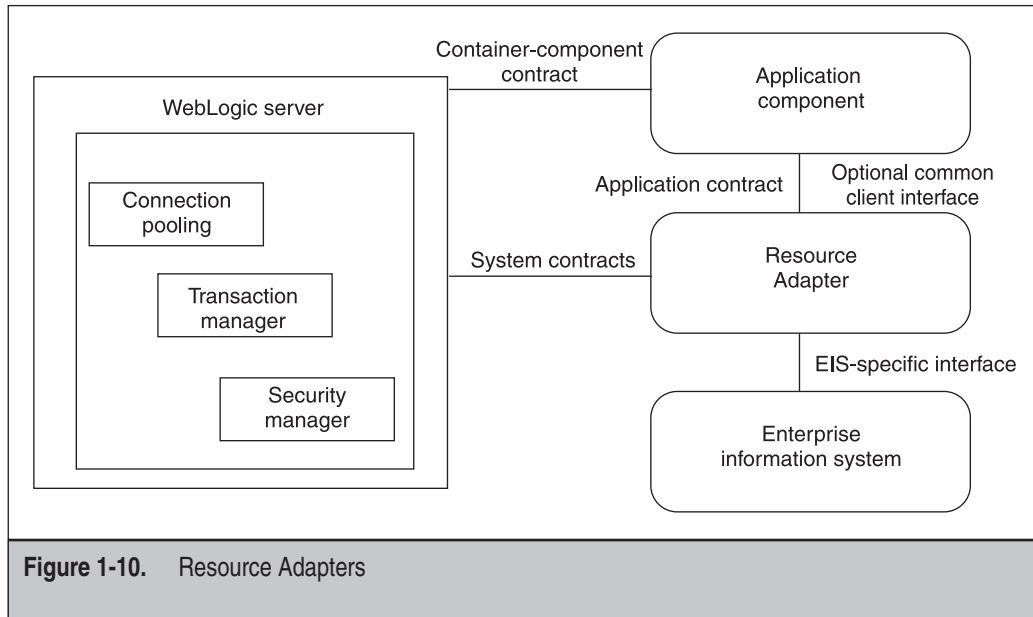 Container-component
contract
Application
component
WebLogic server
Connection
pooling
Application contract
Optional common
client interface
System contracts
Resource
Adapter
Transaction
manager
EIS-specific interface
Security
manager
Enterprise
information system
Figure 1-10. Resource Adapters